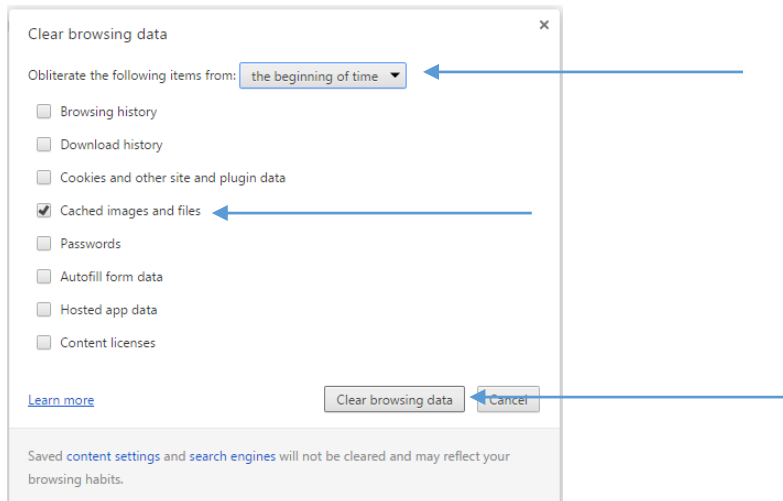 Clear browsing data
Obliterate the following items from: the beginning of time
Browsing history
Download history
Cookies and other site and plugin data
Cached images and files
Passwords
Autofill form data
Hosted app data
Content licenses
Learn more Clear browsing data Cancel
Saved content settings and search engines will not be cleared and may reflect your
browsing habits.